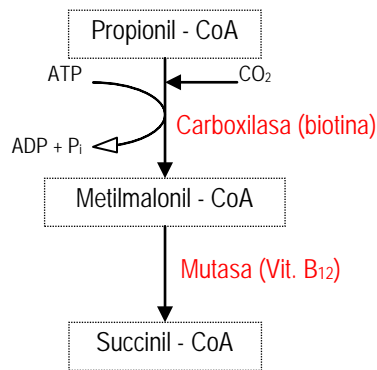 Propionil - CoA
ATP
CO₂
Carboxilasa (biotina)
ADP + Pᵢ
Metilmalonil - CoA
Mutasa (Vit. B₁₂)
Succinil - CoA